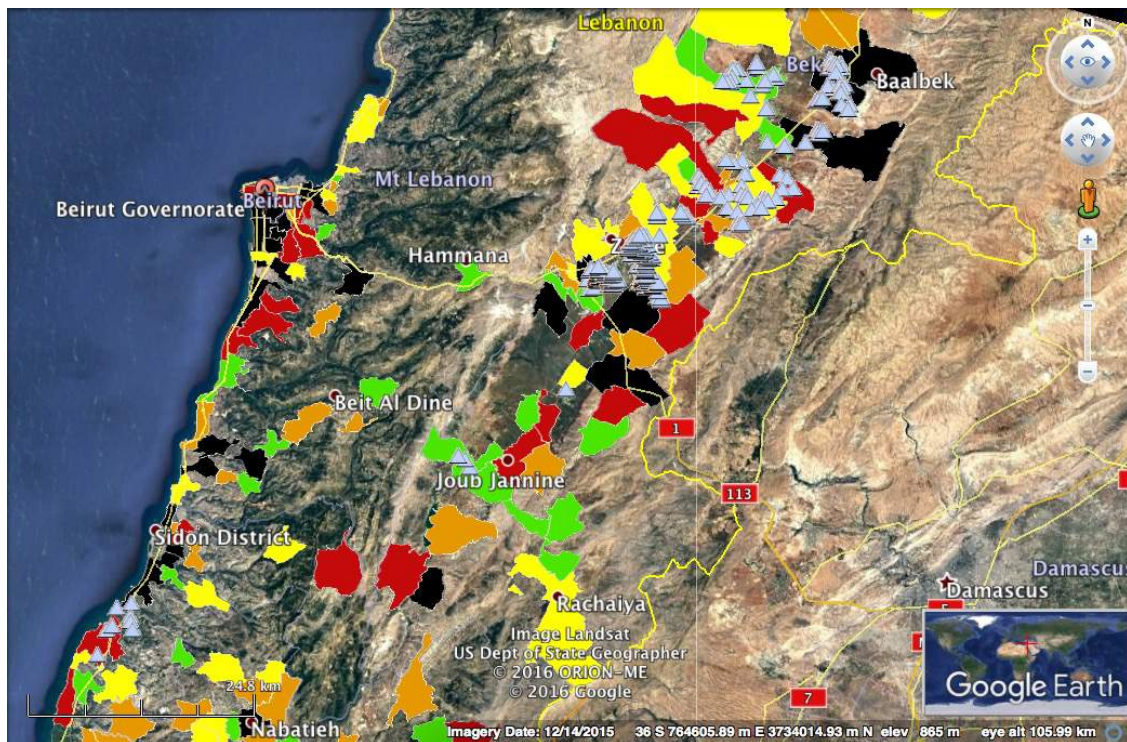 Lebanon
N
Bek
Baalbek
Mt Lebanon
Beirut
Beirut Governorate
Hammana
Beit Al Dine
Joub Jannine
1
113
Sidon District
Damascus
Damascus
5
Rachaiya
Image Landsat
US Dept of State Geographer
© 2016 ORION-ME
© 2016 Google
24.8 km
7
Google Earth
Nabatieh
Imagery Date: 12/14/2015 36 S 764605.89 m E 3734014.93 m N elev 865 m eye alt 105.99 km